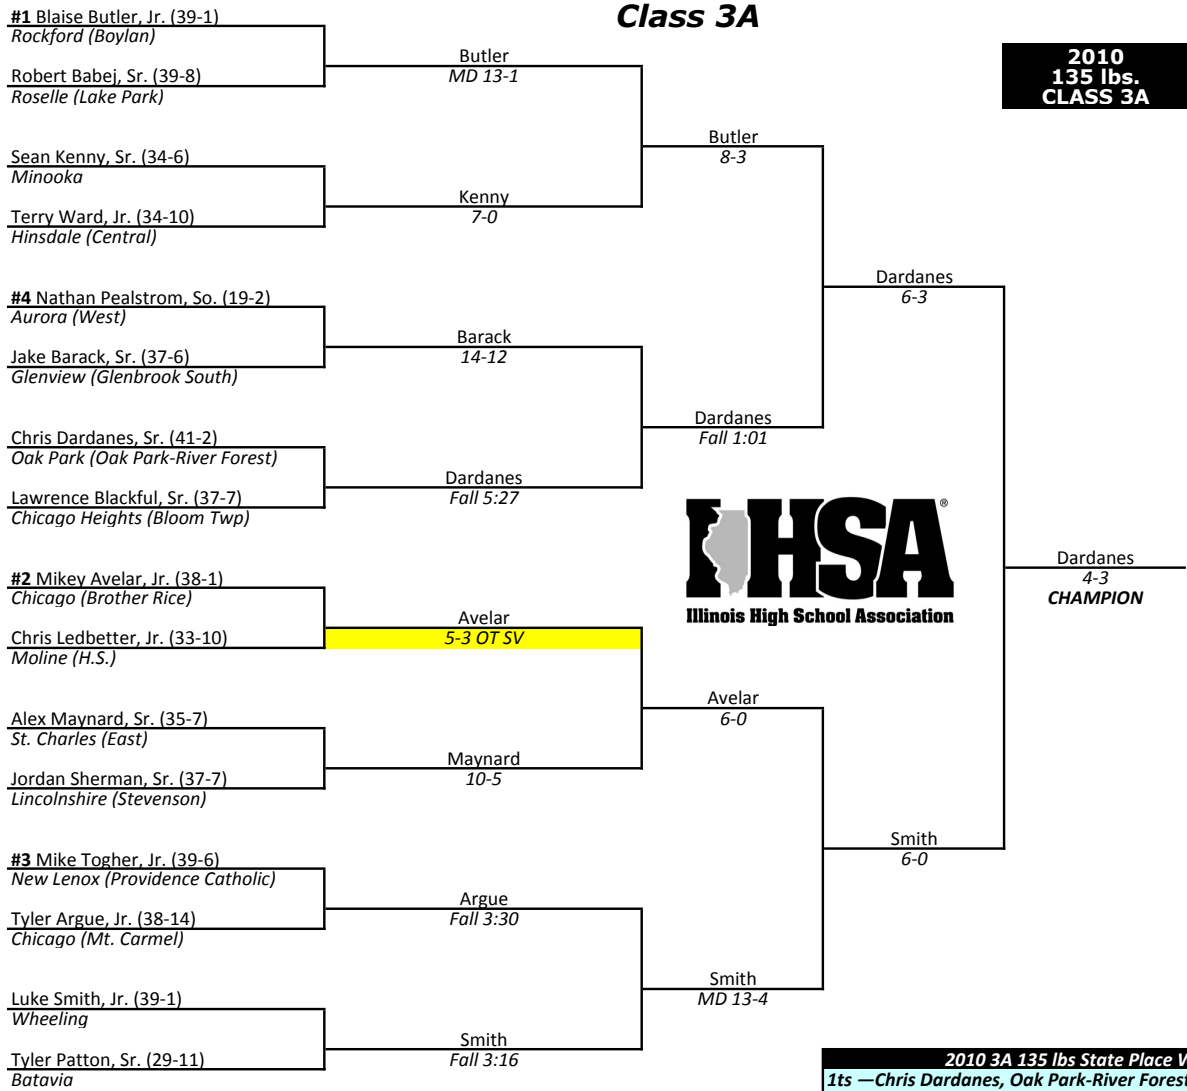 Class 3A
2010
135 lbs.
CLASS 3A
#1 Blaise Butler, Jr. (39-1)
Rockford (Boylan)
Butler
MD 13-1
Robert Babej, Sr. (39-8)
Roselle (Lake Park)
Butler
8-3
Sean Kenny, Sr. (34-6)
Minooka
Kenny
7-0
Terry Ward, Jr. (34-10)
Hinsdale (Central)
Dardanes
6-3
#4 Nathan Pealstrom, So. (19-2)
Aurora (West)
Barack
14-12
Jake Barack, Sr. (37-6)
Glenview (Glenbrook South)
Dardanes
Fall 1:01
Chris Dardanes, Sr. (41-2)
Oak Park (Oak Park-River Forest)
Dardanes
Fall 5:27
Lawrence Blackful, Sr. (37-7)
Chicago Heights (Bloom Twp)
IHSA®
Illinois High School Association
Dardanes
4-3
CHAMPION
#2 Mikey Avelar, Jr. (38-1)
Chicago (Brother Rice)
Avelar
5-3 OT SV
Chris Ledbetter, Jr. (33-10)
Moline (H.S.)
Avelar
6-0
Alex Maynard, Sr. (35-7)
St. Charles (East)
Maynard
10-5
Jordan Sherman, Sr. (37-7)
Lincolnshire (Stevenson)
Smith
6-0
#3 Mike Togher, Jr. (39-6)
New Lenox (Providence Catholic)
Argue
Fall 3:30
Tyler Argue, Jr. (38-14)
Chicago (Mt. Carmel)
Smith
MD 13-4
Luke Smith, Jr. (39-1)
Wheeling
Smith
Fall 3:16
Tyler Patton, Sr. (29-11)
Batavia
2010 3A 135 lbs State Place
1ts —Chris Dardanes, Oak Park-River Forest